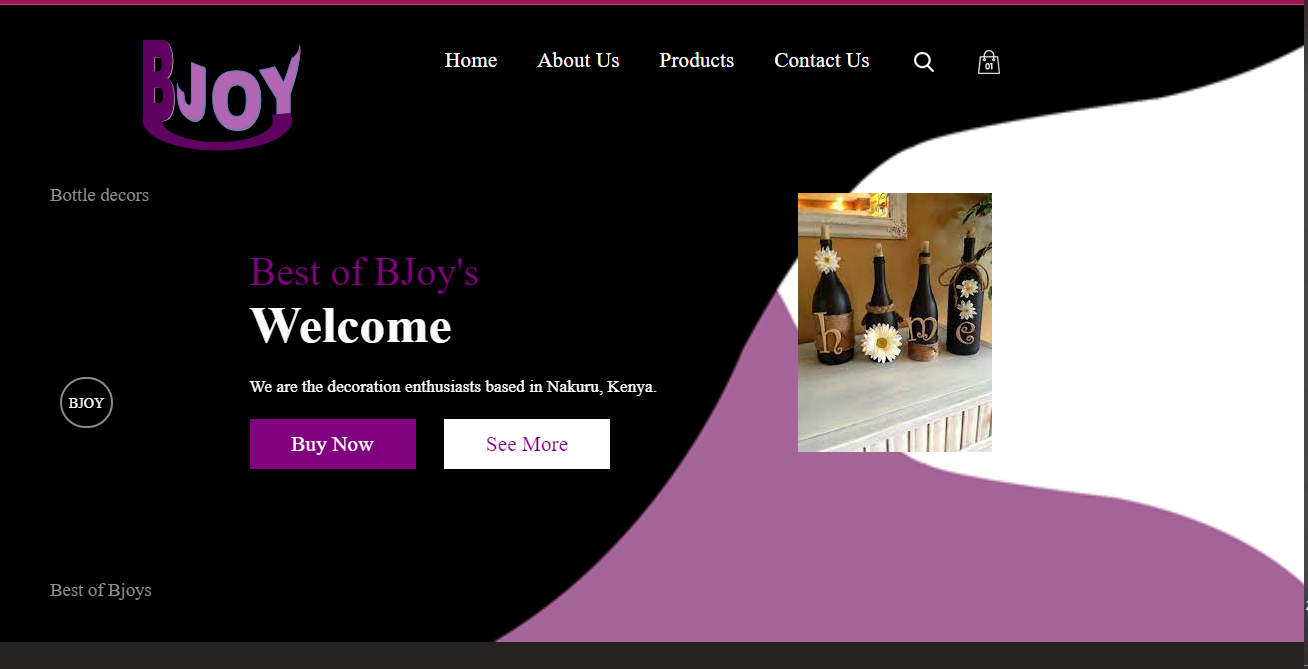 BJOY
Home
About Us
Products
Contact Us
01
Bottle decors
Best of BJoy's
Welcome
We are the decoration enthusiasts based in Nakuru, Kenya.
BJOY
Buy Now
See More
home
Best of Bjoys